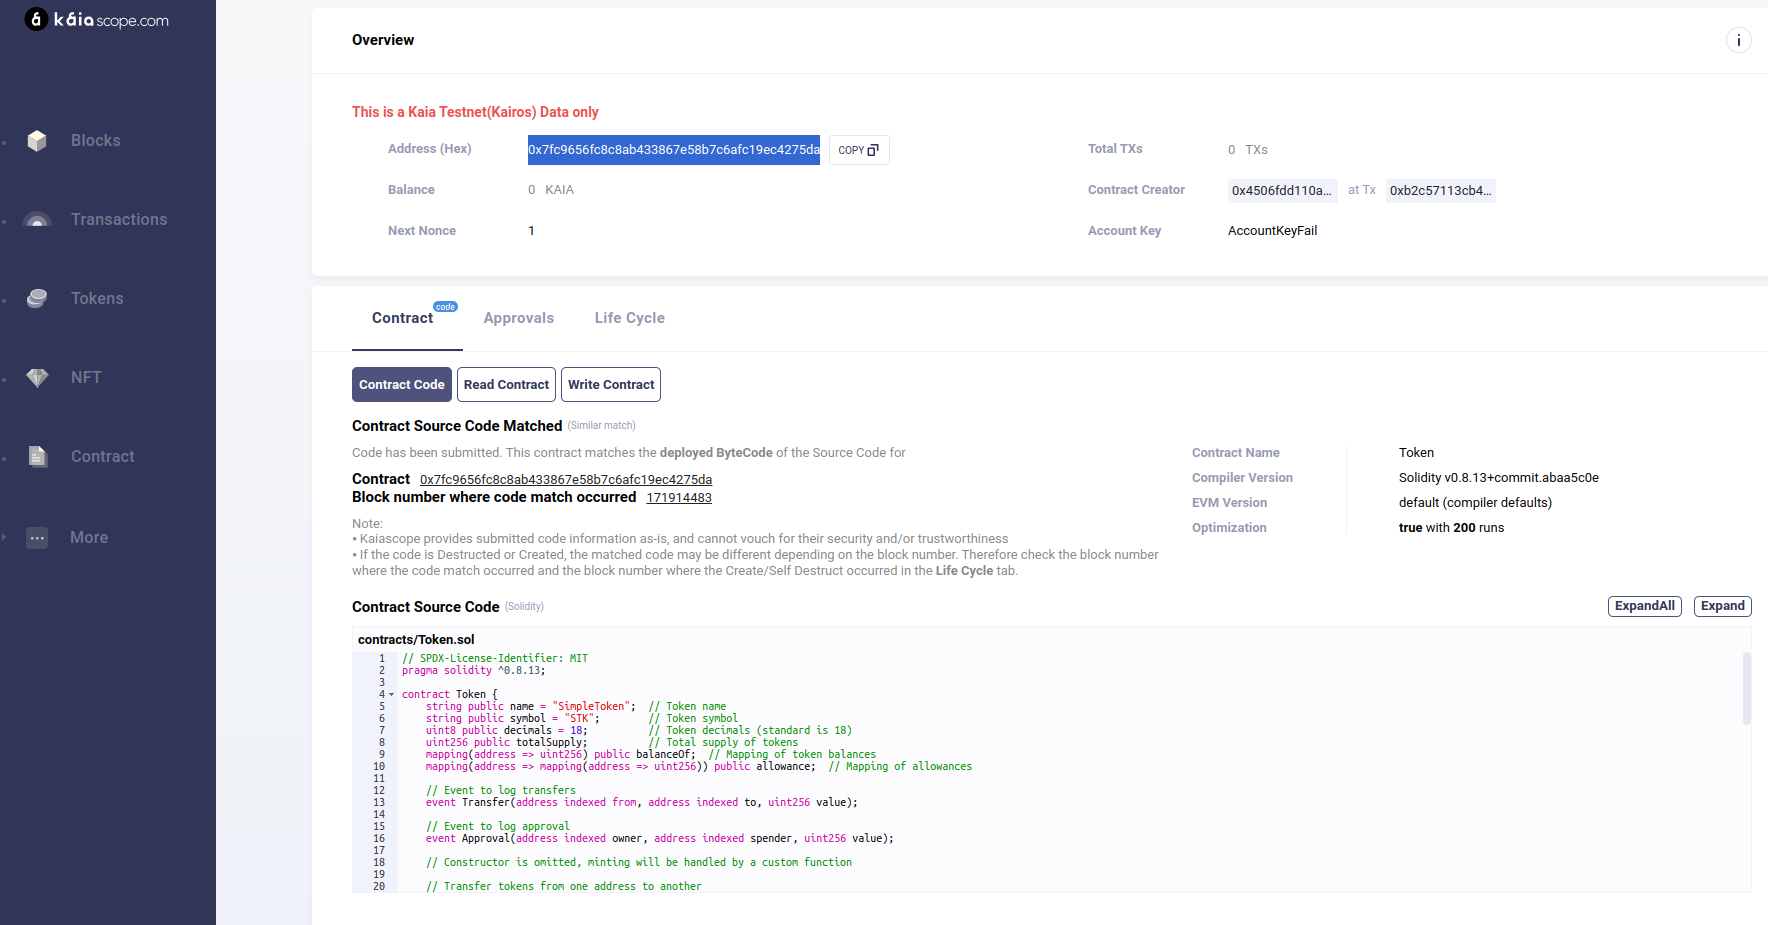 káia scope.com
Blocks
Transactions
Tokens
NFT
Contract
More
Overview
i
This is a Kaia Testnet(Kairos) Data only
Address (Hex) 0x7fc9656fc8c8ab433867e58b7c6afc19ec4275da COPY Total TXs 0 TXs
Balance 0 KAIA Contract Creator 0x4506fdd110a... at Tx 0xb2c57113cb4...
Next Nonce 1 Account Key AccountKeyFail
Contract code Approvals Life Cycle
Contract Code Read Contract Write Contract
Contract Source Code Matched (Similar match)
Code has been submitted. This contract matches the deployed ByteCode of the Source Code for
Contract 0x7fc9656fc8c8ab433867e58b7c6afc19ec4275da
Block number where code match occurred 171914483
Note:
• Kaiascope provides submitted code information as-is, and cannot vouch for their security and/or trustworthiness
• If the code is Destructed or Created, the matched code may be different depending on the block number. Therefore check the block number
where the code match occurred and the block number where the Create/Self Destruct occurred in the Life Cycle tab.
Contract Name Token
Compiler Version Solidity v0.8.13+commit.abaa5c0e
EVM Version default (compiler defaults)
Optimization true with 200 runs
Contract Source Code (Solidity) ExpandAll Expand
contracts/Token.sol
1 // SPDX-License-Identifier: MIT
2 pragma solidity ^0.8.13;
3
4 contract Token {
5 string public name = "SimpleToken"; // Token name
6 string public symbol = "STK"; // Token symbol
7 uint8 public decimals = 18; // Token decimals (standard is 18)
8 uint256 public totalSupply; // Total supply of tokens
9 mapping(address => uint256) public balanceOf; // Mapping of token balances
10 mapping(address => mapping(address => uint256)) public allowance; // Mapping of allowances
11
12 // Event to log transfers
13 event Transfer(address indexed from, address indexed to, uint256 value);
14
15 // Event to log approval
16 event Approval(address indexed owner, address indexed spender, uint256 value);
17
18 // Constructor is omitted, minting will be handled by a custom function
19
20 // Transfer tokens from one address to another